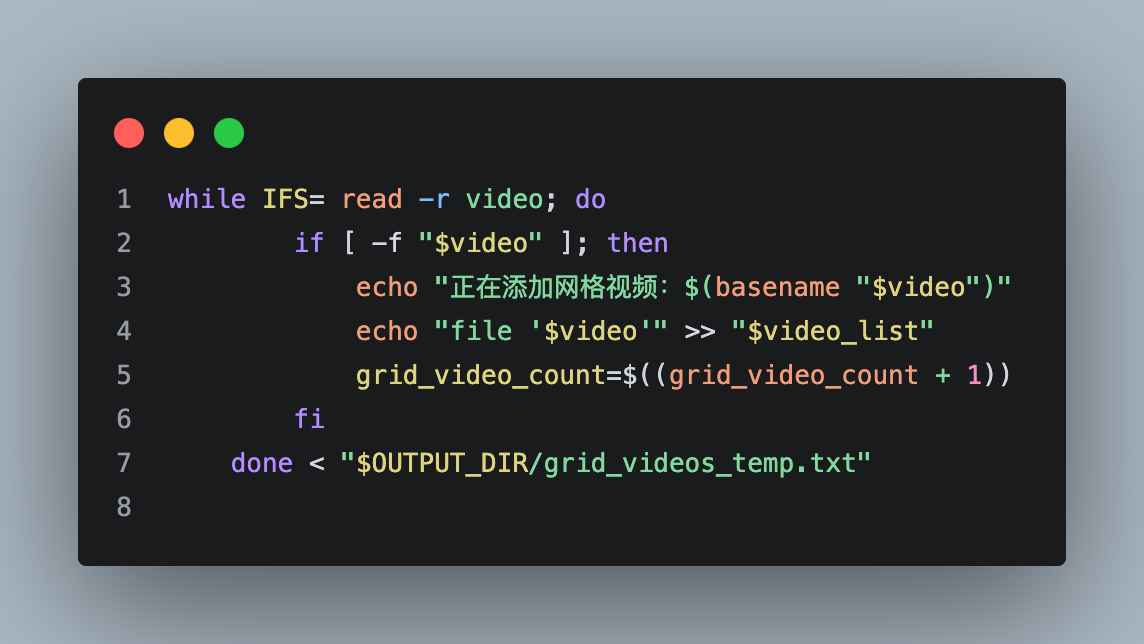 1 while IFS= read -r video; do
2         if [ -f "$video" ]; then
3             echo "正在添加网格视频: $(basename "$video")"
4             echo "file '$video'" >> "$video_list"
5             grid_video_count=$((grid_video_count + 1))
6         fi
7     done < "$OUTPUT_DIR/grid_videos_temp.txt"
8